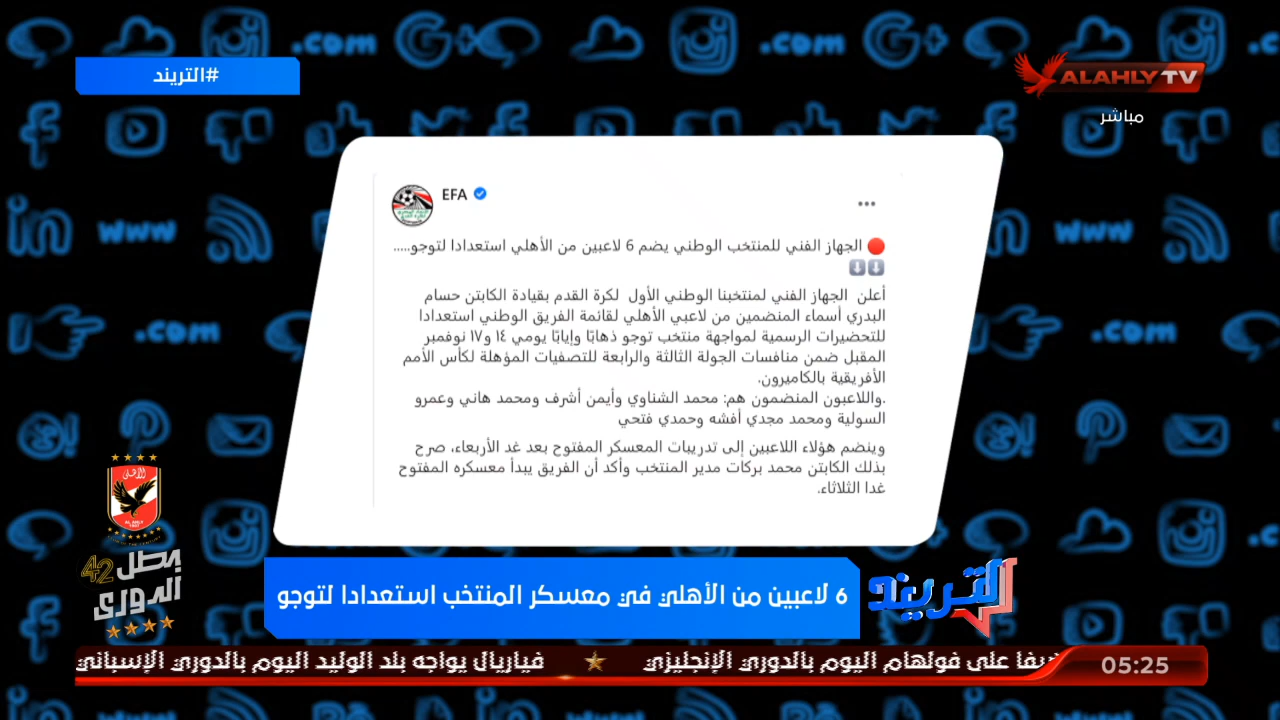 #التريند
ALAHLY TV
مباشر
EFA
🔴 الجهاز الفني للمنتخب الوطني يضم 6 لاعبين من الأهلي استعدادا لتوجو.....
⬇️⬇️
أعلن الجهاز الفني لمنتخبنا الوطني الأول لكرة القدم بقيادة الكابتن حسام
البدري أسماء المنضمين من لاعبي الأهلي لقائمة الفريق الوطني استعدادا
للتحضيرات الرسمية لمواجهة منتخب توجو ذهابًا وإيابًا يومي ١٤ و١٧ نوفمبر
المقبل ضمن منافسات الجولة الثالثة والرابعة للتصفيات المؤهلة لكأس الأمم
الأفريقية بالكاميرون.
.واللاعبون المنضمون هم: محمد الشناوي وأيمن أشرف ومحمد هاني وعمرو
السولية ومحمد مجدي أفشه وحمدي فتحي
وينضم هؤلاء اللاعبين إلى تدريبات المعسكر المفتوح بعد غد الأربعاء، صرح
بذلك الكابتن محمد بركات مدير المنتخب وأكد أن الفريق يبدأ معسكره المفتوح
غدا الثلاثاء.
بطل 42
الدوري
التريند
6 لاعبين من الأهلي في معسكر المنتخب استعدادا لتوجو
على فولهام اليوم بالدوري الإنجليزي ★ فياريال يواجه بلد الوليد اليوم بالدوري الإسباني
05:25